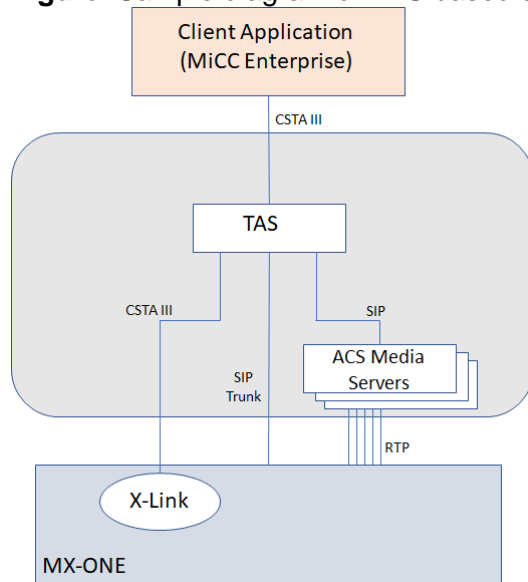 Client Application
(MiCC Enterprise)
CSTA III
TAS
CSTA III
SIP
ACS Media
Servers
SIP
Trunk
RTP
X-Link
MX-ONE